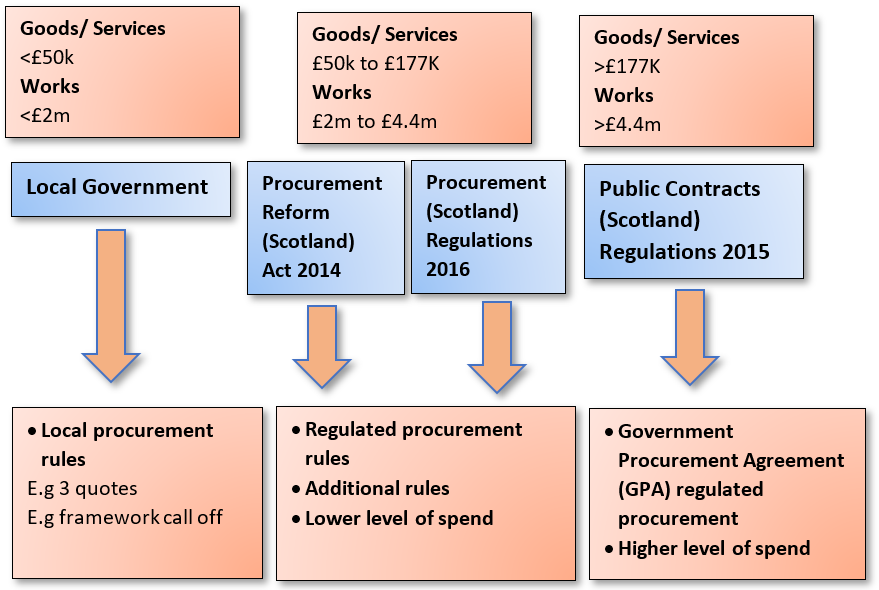 Goods/ Services
<£50k
Works
<£2m
Goods/ Services
£50k to £177K
Works
£2m to £4.4m
Goods/ Services
>£177K
Works
>£4.4m
Local Government
Procurement
Reform
(Scotland)
Act 2014
Procurement
(Scotland)
Regulations
2016
Public Contracts
(Scotland)
Regulations 2015
• Local procurement
rules
E.g 3 quotes
E.g framework call off
• Regulated procurement
rules
• Additional rules
• Lower level of spend
• Government
Procurement Agreement
(GPA) regulated
procurement
• Higher level of spend